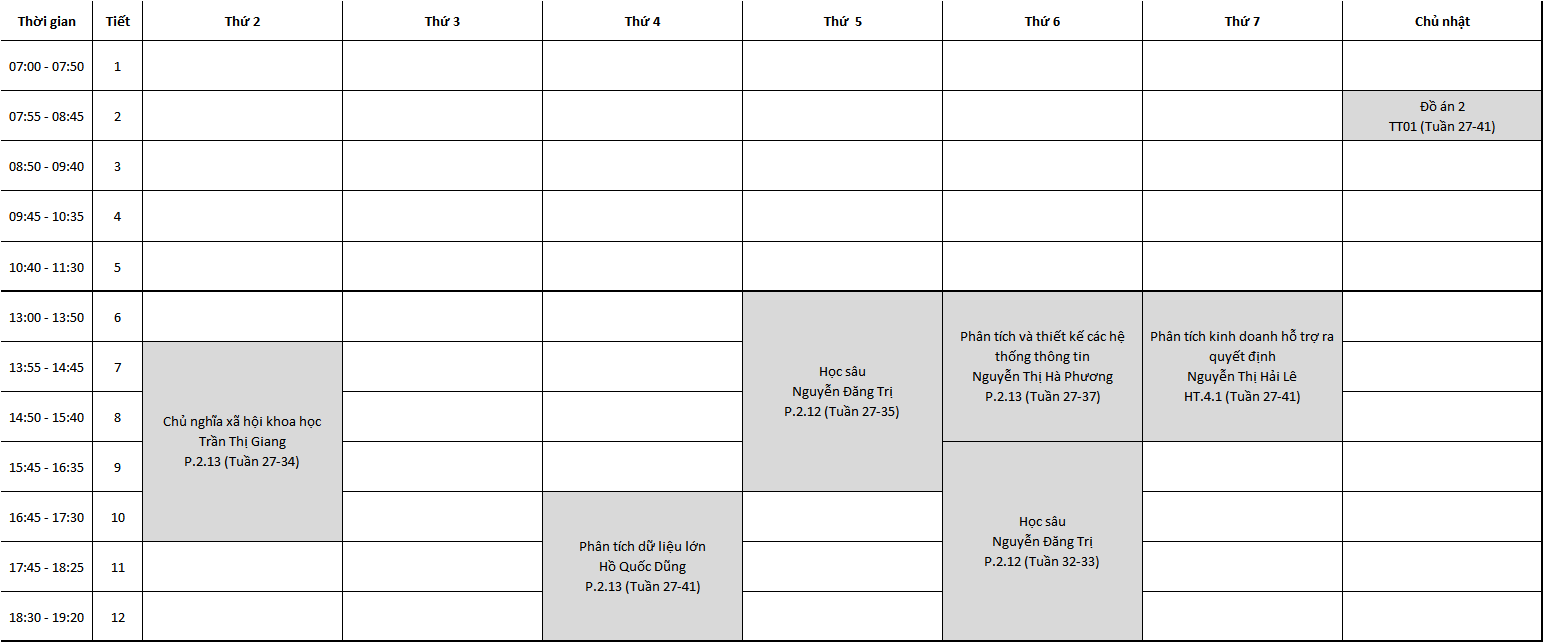 Thời gian Tiết Thứ 2 Thứ 3 Thứ 4 Thứ 5 Thứ 6 Thứ 7 Chủ nhật
07:00 - 07:50 1
07:55 - 08:45 2
Đồ án 2
TT01 (Tuần 27-41)
08:50 - 09:40 3
09:45 - 10:35 4
10:40 - 11:30 5
13:00 - 13:50 6
13:55 - 14:45 7
14:50 - 15:40 8
15:45 - 16:35 9
16:45 - 17:30 10
17:45 - 18:25 11
18:30 - 19:20 12
Chủ nghĩa xã hội khoa học
Trần Thị Giang
P.2.13 (Tuần 27-34)
Phân tích dữ liệu lớn
Hồ Quốc Dũng
P.2.13 (Tuần 27-41)
Học sâu
Nguyễn Đăng Trị
P.2.12 (Tuần 27-35)
Phân tích và thiết kế các hệ
thống thông tin
Nguyễn Thị Hà Phương
P.2.13 (Tuần 27-37)
Học sâu
Nguyễn Đăng Trị
P.2.12 (Tuần 32-33)
Phân tích kinh doanh hỗ trợ ra
quyết định
Nguyễn Thị Hải Lê
HT.4.1 (Tuần 27-41)